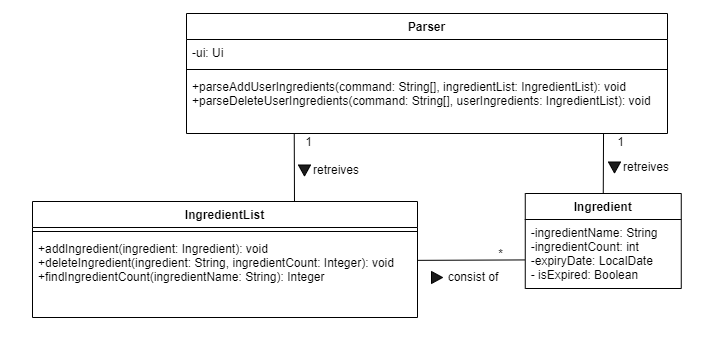 Parser
-ui: Ui
+parseAddUserIngredients(command: String[], ingredientList: IngredientList): void
+parseDeleteUserIngredients(command: String[], userIngredients: IngredientList): void
1
1
retreives
retreives
IngredientList
+addIngredient(ingredient: Ingredient): void
+deleteIngredient(ingredient: String, ingredientCount: Integer): void
+findIngredientCount(ingredientName: String): Integer
Ingredient
-ingredientName: String
-ingredientCount: int
-expiryDate: LocalDate
- isExpired: Boolean
*
consist of